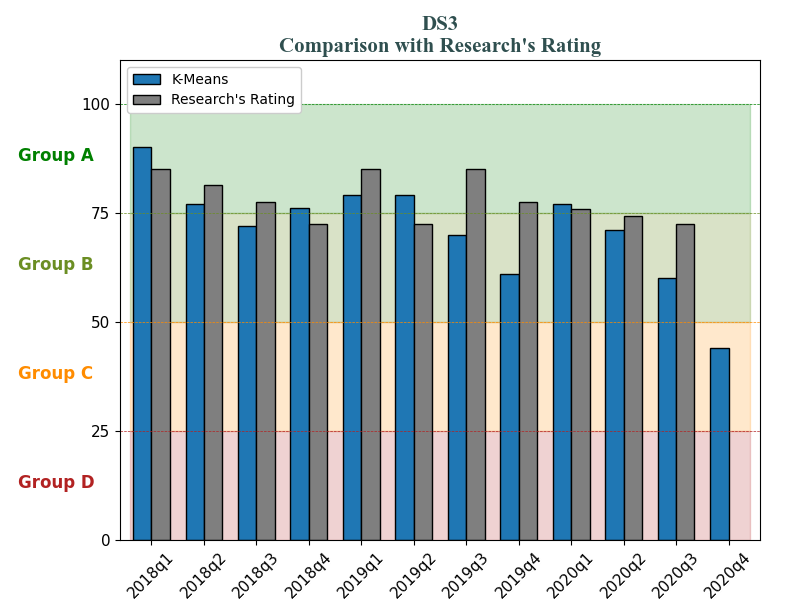 DS3
Comparison with Research's Rating
K-Means
Research's Rating
100
Group A
75
Group B
50
Group C
25
Group D
0
2018q1
2018q2
2018q3
2018q4
2019q1
2019q2
2019q3
2019q4
2020q1
2020q2
2020q3
2020q4